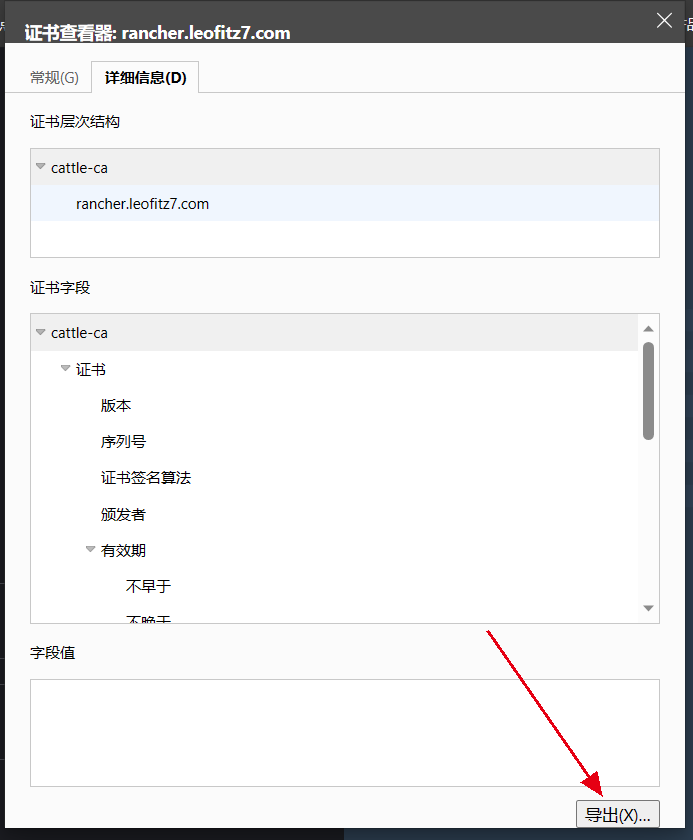 证书查看器: rancher.leofitz7.com
常规(G)
详细信息(D)
证书层次结构
cattle-ca
rancher.leofitz7.com
证书字段
cattle-ca
证书
版本
序列号
证书签名算法
颁发者
有效期
不早于
不晚于
字段值
导出(X)...